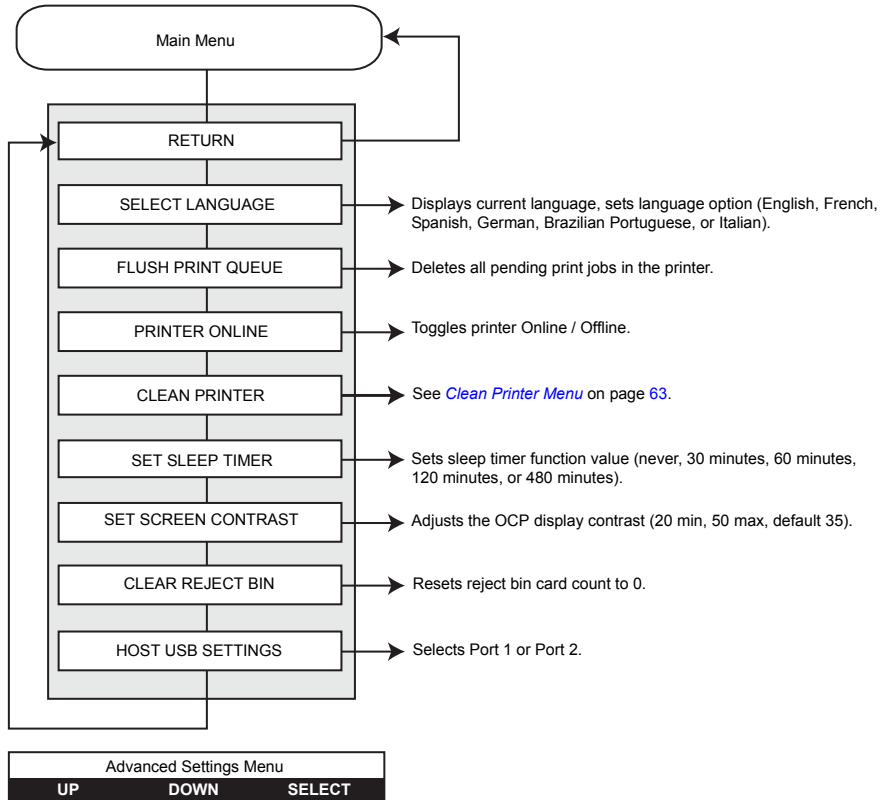 Main Menu
RETURN
SELECT LANGUAGE
Displays current language, sets language option (English, French,
Spanish, German, Brazilian Portuguese, or Italian).
FLUSH PRINT QUEUE
Deletes all pending print jobs in the printer.
PRINTER ONLINE
Toggles printer Online / Offline.
CLEAN PRINTER
See Clean Printer Menu on page 63.
SET SLEEP TIMER
Sets sleep timer function value (never, 30 minutes, 60 minutes,
120 minutes, or 480 minutes).
SET SCREEN CONTRAST
Adjusts the OCP display contrast (20 min, 50 max, default 35).
CLEAR REJECT BIN
Resets reject bin card count to 0.
HOST USB SETTINGS
Selects Port 1 or Port 2.
Advanced Settings Menu
UP DOWN SELECT